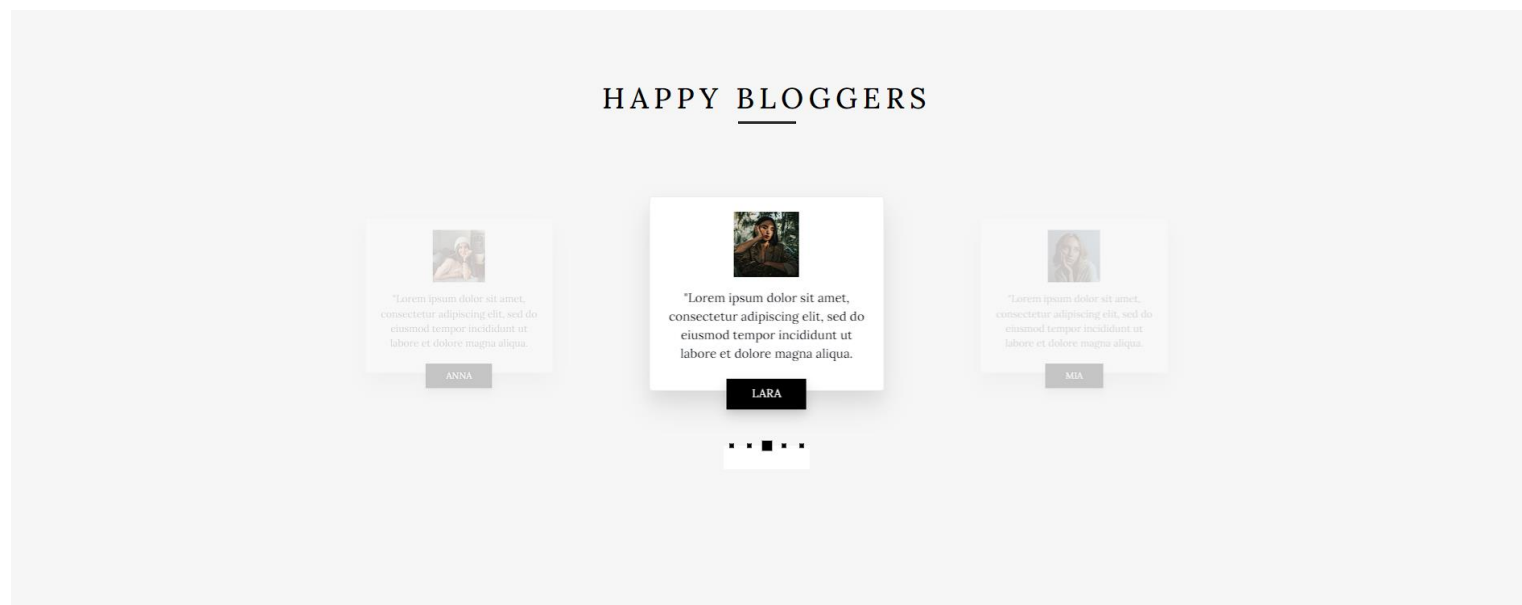 HAPPY BLOGGERS
"Lorem ipsum dolor sit amet,
consectetur adipiscing elit, sed do
eiusmod tempor incididunt ut
labore et dolore magna aliqua.
ANNA
"Lorem ipsum dolor sit amet,
consectetur adipiscing elit, sed do
eiusmod tempor incididunt ut
labore et dolore magna aliqua.
LARA
"Lorem ipsum dolor sit amet,
consectetur adipiscing elit, sed do
eiusmod tempor incididunt ut
labore et dolore magna aliqua.
MIA